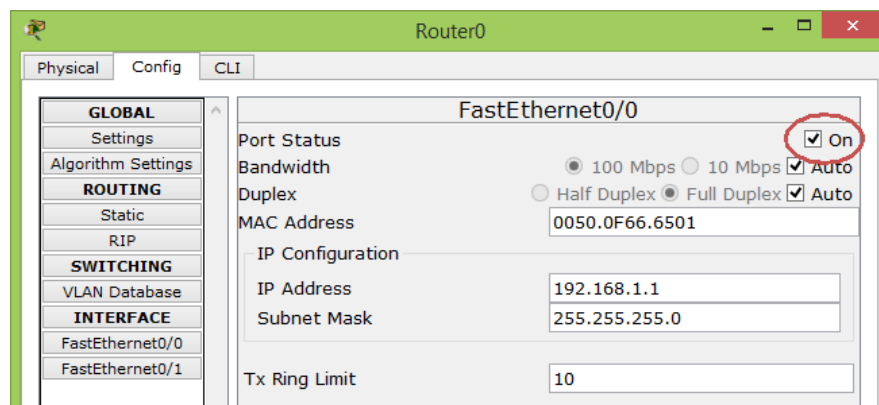 Router0
Physical Config CLI
GLOBAL
Settings
Algorithm Settings
ROUTING
Static
RIP
SWITCHING
VLAN Database
INTERFACE
FastEthernet0/0
FastEthernet0/1
FastEthernet0/0
Port Status On
Bandwidth 100 Mbps 10 Mbps Auto
Duplex Half Duplex Full Duplex Auto
MAC Address 0050.0F66.6501
IP Configuration
IP Address 192.168.1.1
Subnet Mask 255.255.255.0
Tx Ring Limit 10